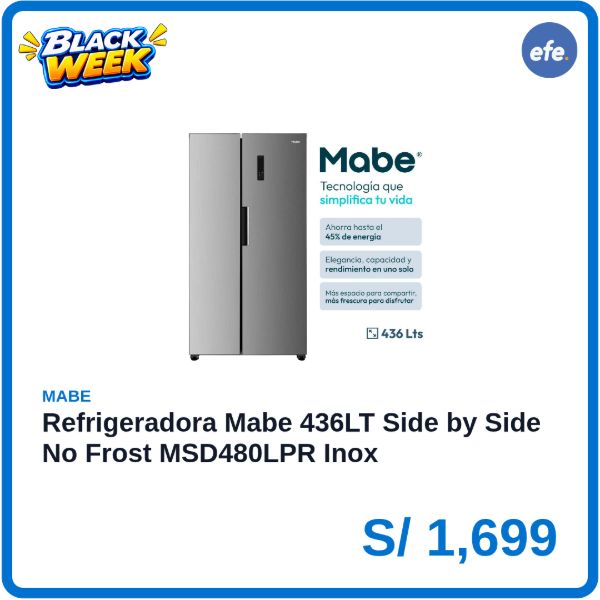 BLACK
WEEK
efe.
Mabe®
Tecnología que
simplifica tu vida
Ahorra hasta el
45% de energía
Elegancia, capacidad y
rendimiento en uno solo
Más espacio para compartir,
más frescura para disfrutar
436 Lts
MABE
Refrigeradora Mabe 436LT Side by Side
No Frost MSD480LPR Inox
S/ 1,699